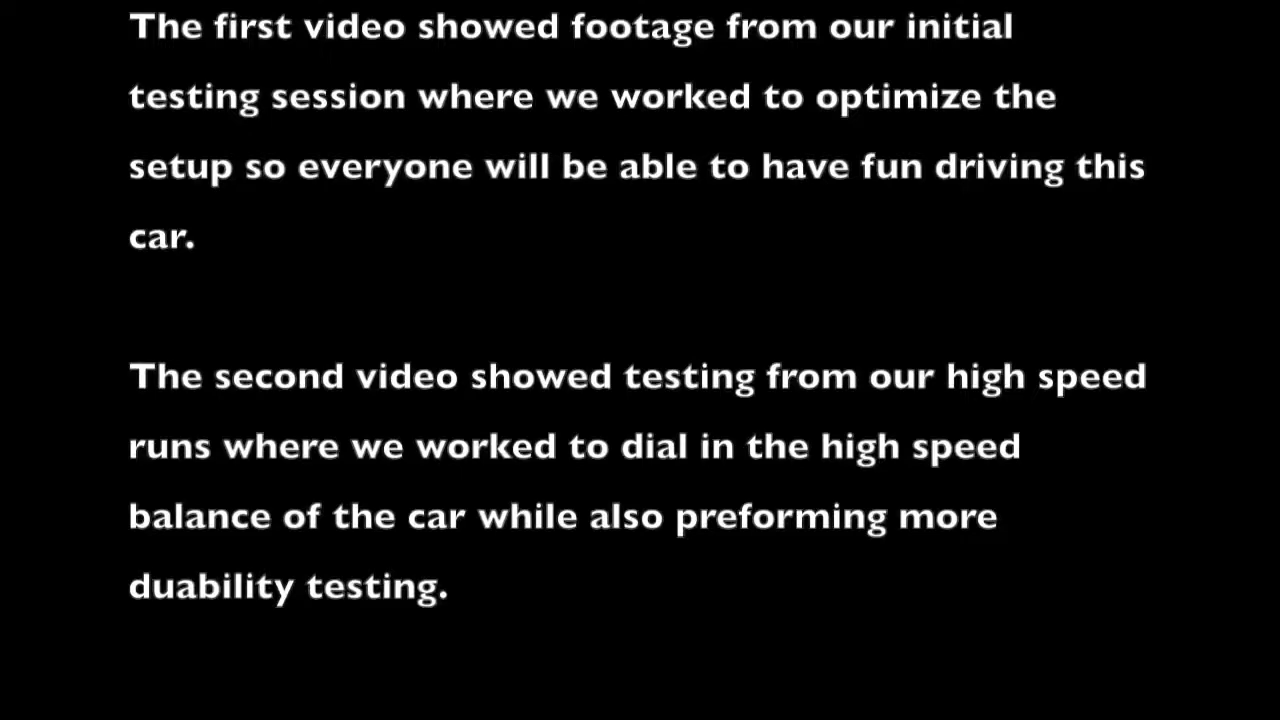 The first video showed footage from our initial
testing session where we worked to optimize the
setup so everyone will be able to have fun driving this
car.
The second video showed testing from our high speed
runs where we worked to dial in the high speed
balance of the car while also preforming more
duability testing.